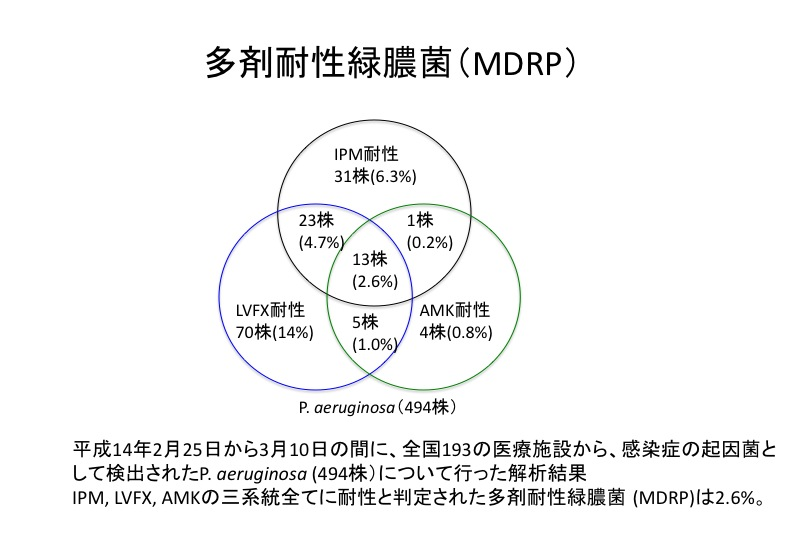 多剤耐性緑膿菌（MDRP）
IPM耐性
31株(6.3%)
23株
(4.7%)
1株
(0.2%)
13株
(2.6%)
LVFX耐性
70株(14%)
AMK耐性
4株(0.8%)
5株
(1.0%)
P. aeruginosa（494株）
平成14年2月25日から3月10日の間に、全国193の医療施設から、感染症の起因菌と
して検出されたP. aeruginosa (494株）について行った解析結果
IPM, LVFX, AMKの三系統全てに耐性と判定された多剤耐性緑膿菌 (MDRP)は2.6%。